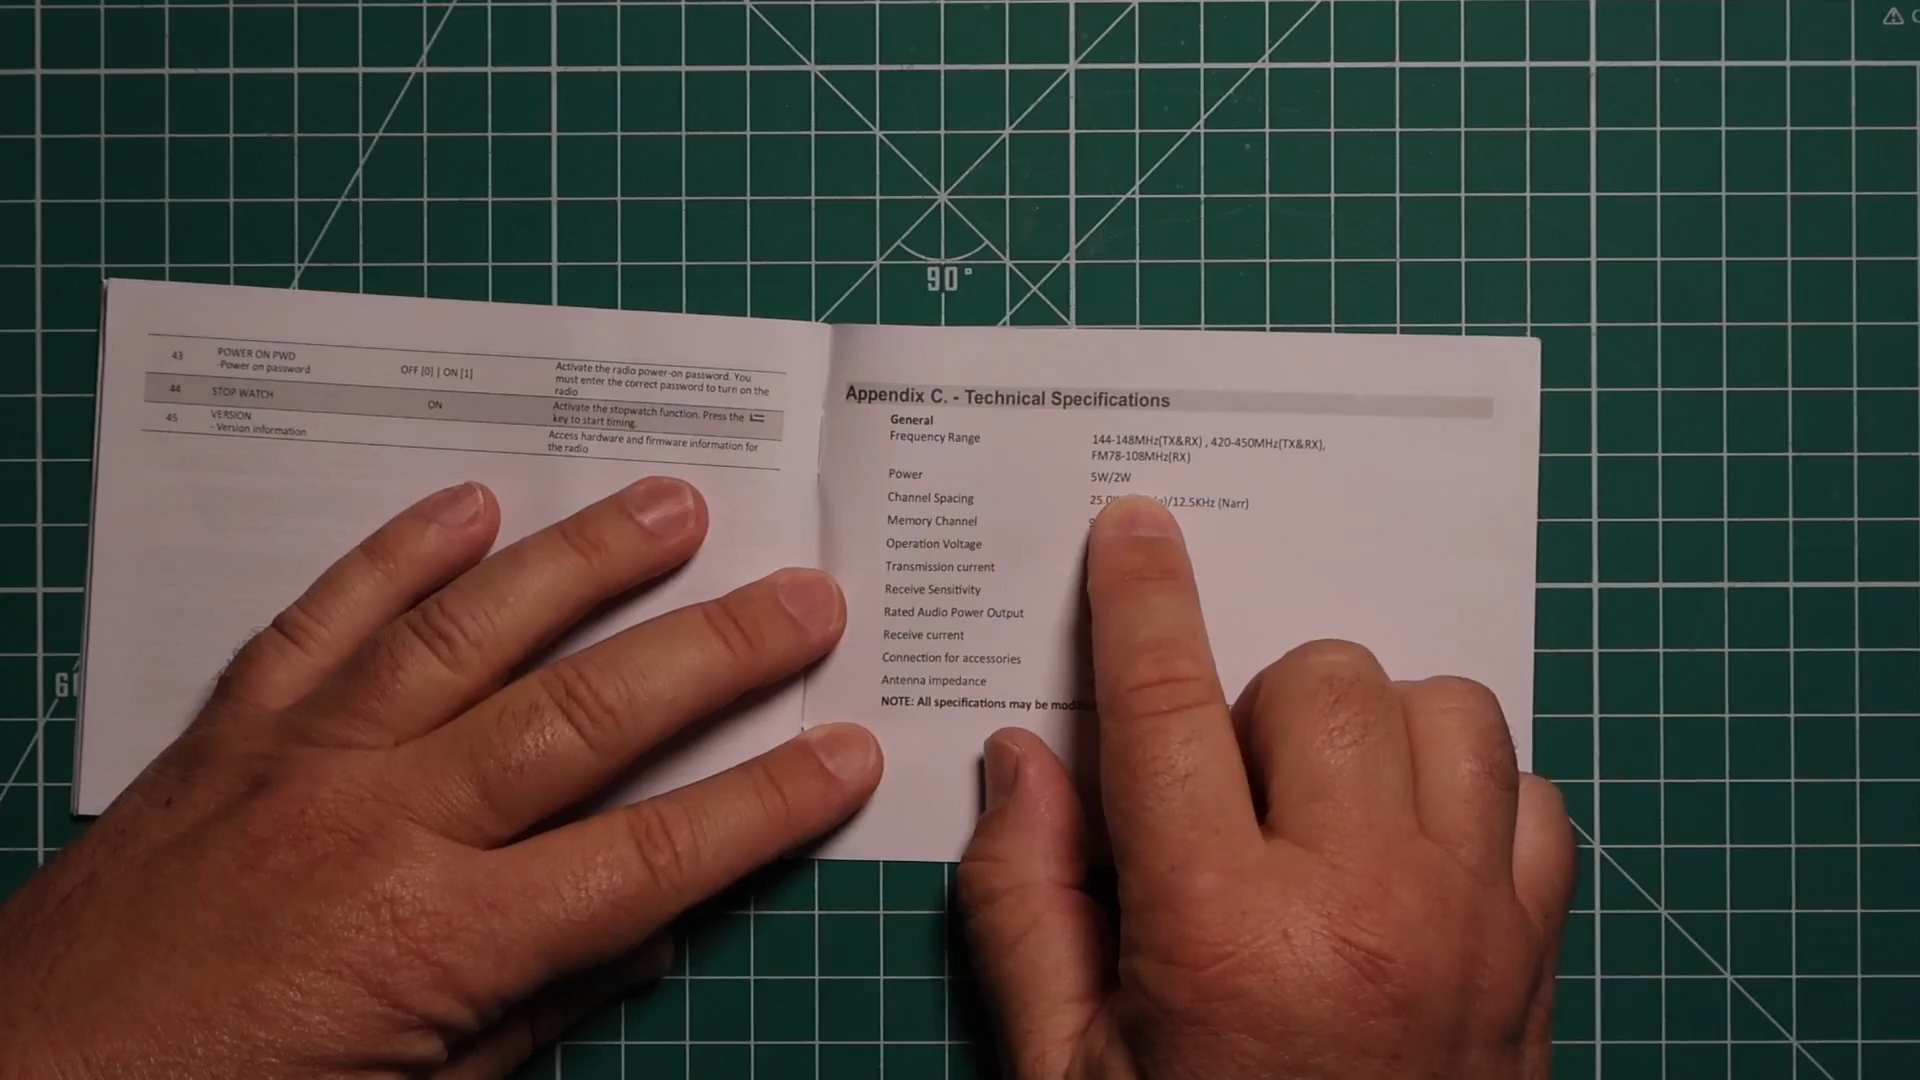 90°
43 POWER ON PWD OFF [0] | ON [1] Activate the radio power-on password. You
-Power on password must enter the correct password to turn on the
radio
44 STOP WATCH ON Activate the stopwatch function. Press the
key to start timing.
45 VERSION Access hardware and firmware information for
- Version information the radio
Appendix C. - Technical Specifications
General
Frequency Range 144-148MHz(TX&RX) , 420-450MHz(TX&RX),
FM78-108MHz(RX)
Power 5W/2W
Channel Spacing /12.5KHz (Narr)
Memory Channel
Operation Voltage
Transmission current
Receive Sensitivity
Rated Audio Power Output
Receive current
Connection for accessories
Antenna impedance
NOTE: All specifications may be